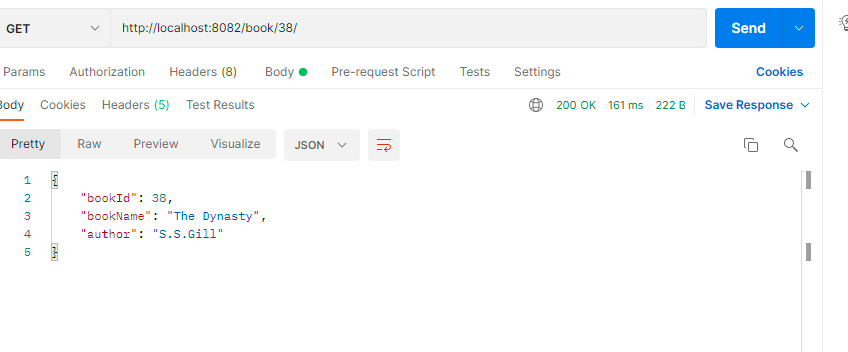 GET http://localhost:8082/book/38/ Send
Params Authorization Headers (8) Body Pre-request Script Tests Settings Cookies
Body Cookies Headers (5) Test Results 200 OK 161 ms 222 B Save Response
Pretty Raw Preview Visualize JSON
1 {
2 "bookId": 38,
3 "bookName": "The Dynasty",
4 "author": "S.S.Gill"
5 }